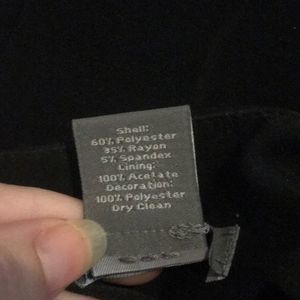 Shell:
60% Polyester
35% Rayon
5% Spandex
Lining:
100% Acetate
Decoration:
100% Polyester
Dry Clean